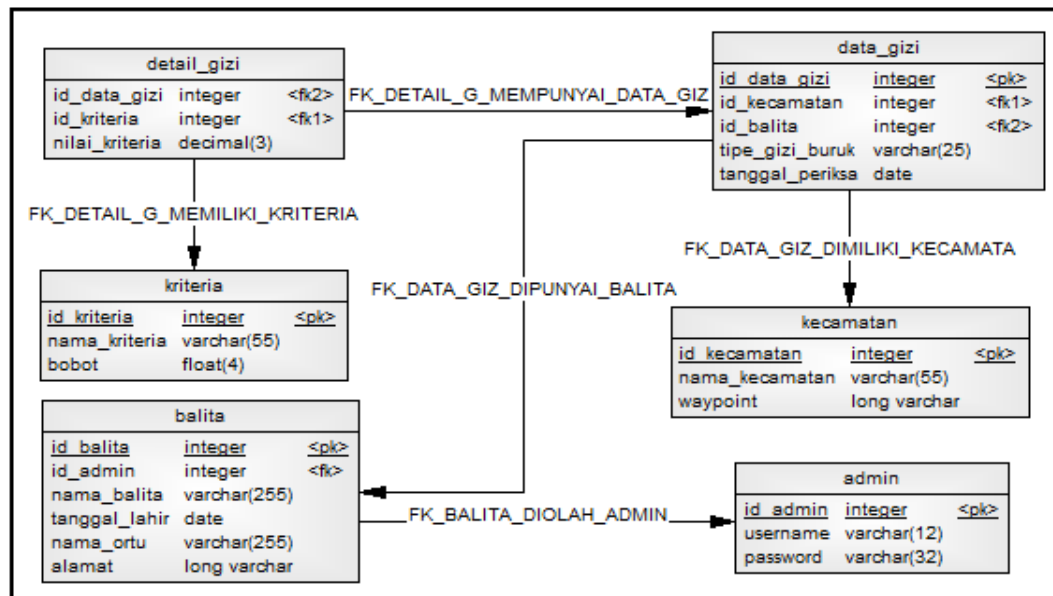 detail_gizi
id_data_gizi integer <fk2>
id_kriteria integer <fk1>
nilai_kriteria decimal(3)
FK_DETAIL_G_MEMPUNYAI_DATA_GIZ
data_gizi
id_data_gizi integer <pk>
id_kecamatan integer <fk1>
id_balita integer <fk2>
tipe_gizi_buruk varchar(25)
tanggal_periksa date
FK_DETAIL_G_MEMILIKI_KRITERIA
FK_DATA_GIZ_DIMILIKI_KECAMATA
kriteria
id_kriteria integer <pk>
nama_kriteria varchar(55)
bobot float(4)
FK_DATA_GIZ_DIPUNYAI_BALITA
kecamatan
id_kecamatan integer <pk>
nama_kecamatan varchar(55)
waypoint long varchar
balita
id_balita integer <pk>
id_admin integer <fk>
nama_balita varchar(255)
tanggal_lahir date
nama_ortu varchar(255)
alamat long varchar
FK_BALITA_DIOLAH_ADMIN
admin
id_admin integer <pk>
username varchar(12)
password varchar(32)